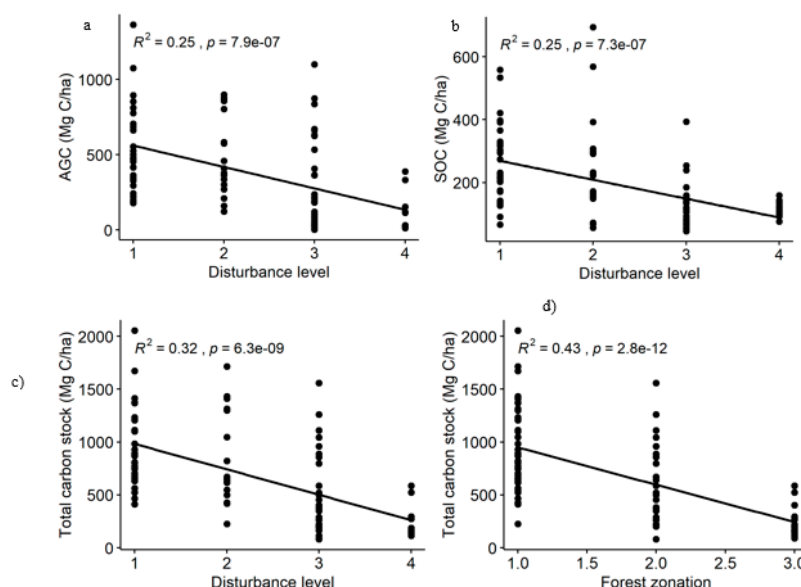 a
R² = 0.25 , p = 7.9e-07
AGC (Mg C/ha)
1000
500
0
1 2 3 4
Disturbance level
b
R² = 0.25 , p = 7.3e-07
SOC (Mg C/ha)
600
400
200
1 2 3 4
Disturbance level
c)
R² = 0.32 , p = 6.3e-09
Total carbon stock (Mg C/ha)
2000
1500
1000
500
0
1 2 3 4
Disturbance level
d)
R² = 0.43 , p = 2.8e-12
Total carbon stock (Mg C/ha)
2000
1500
1000
500
0
1.0 1.5 2.0 2.5 3.0
Forest zonation